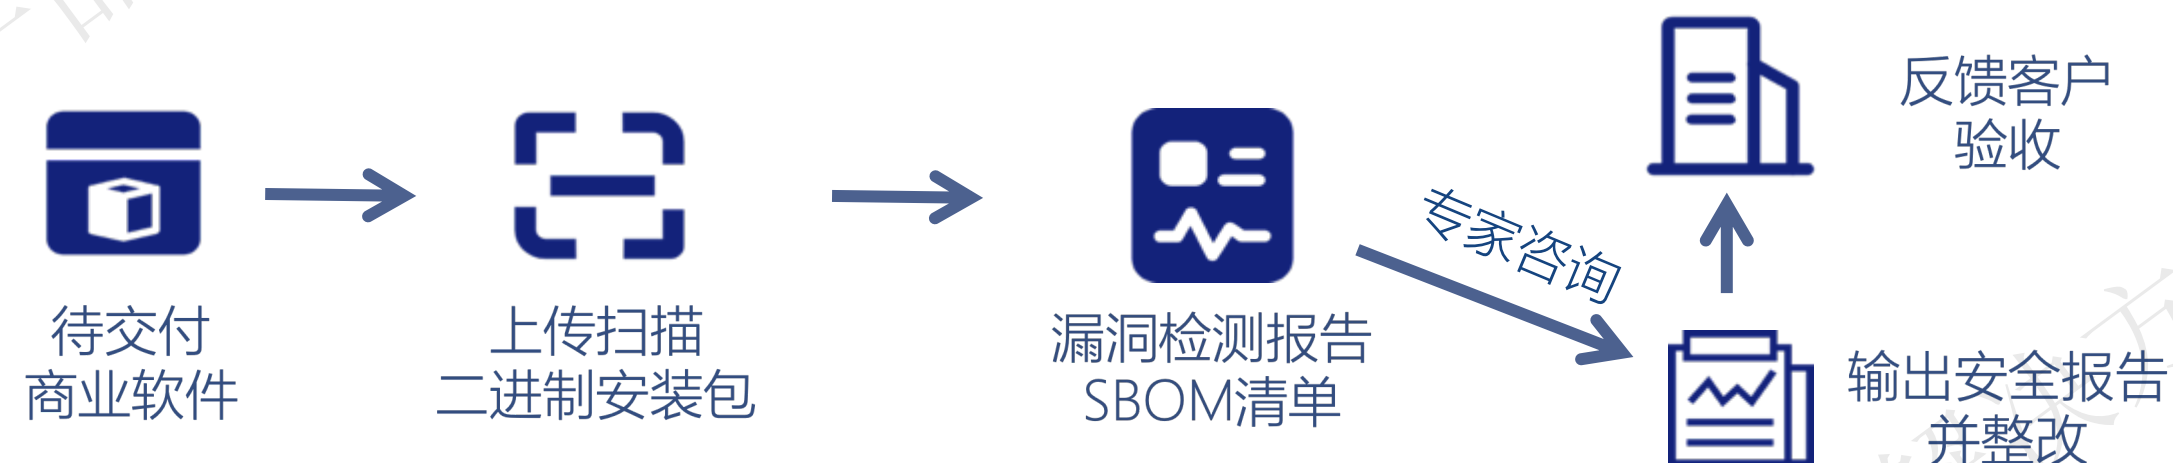 待交付
商业软件
上传扫描
二进制安装包
漏洞检测报告
SBOM清单
专家咨询
反馈客户
验收
输出安全报告
并整改